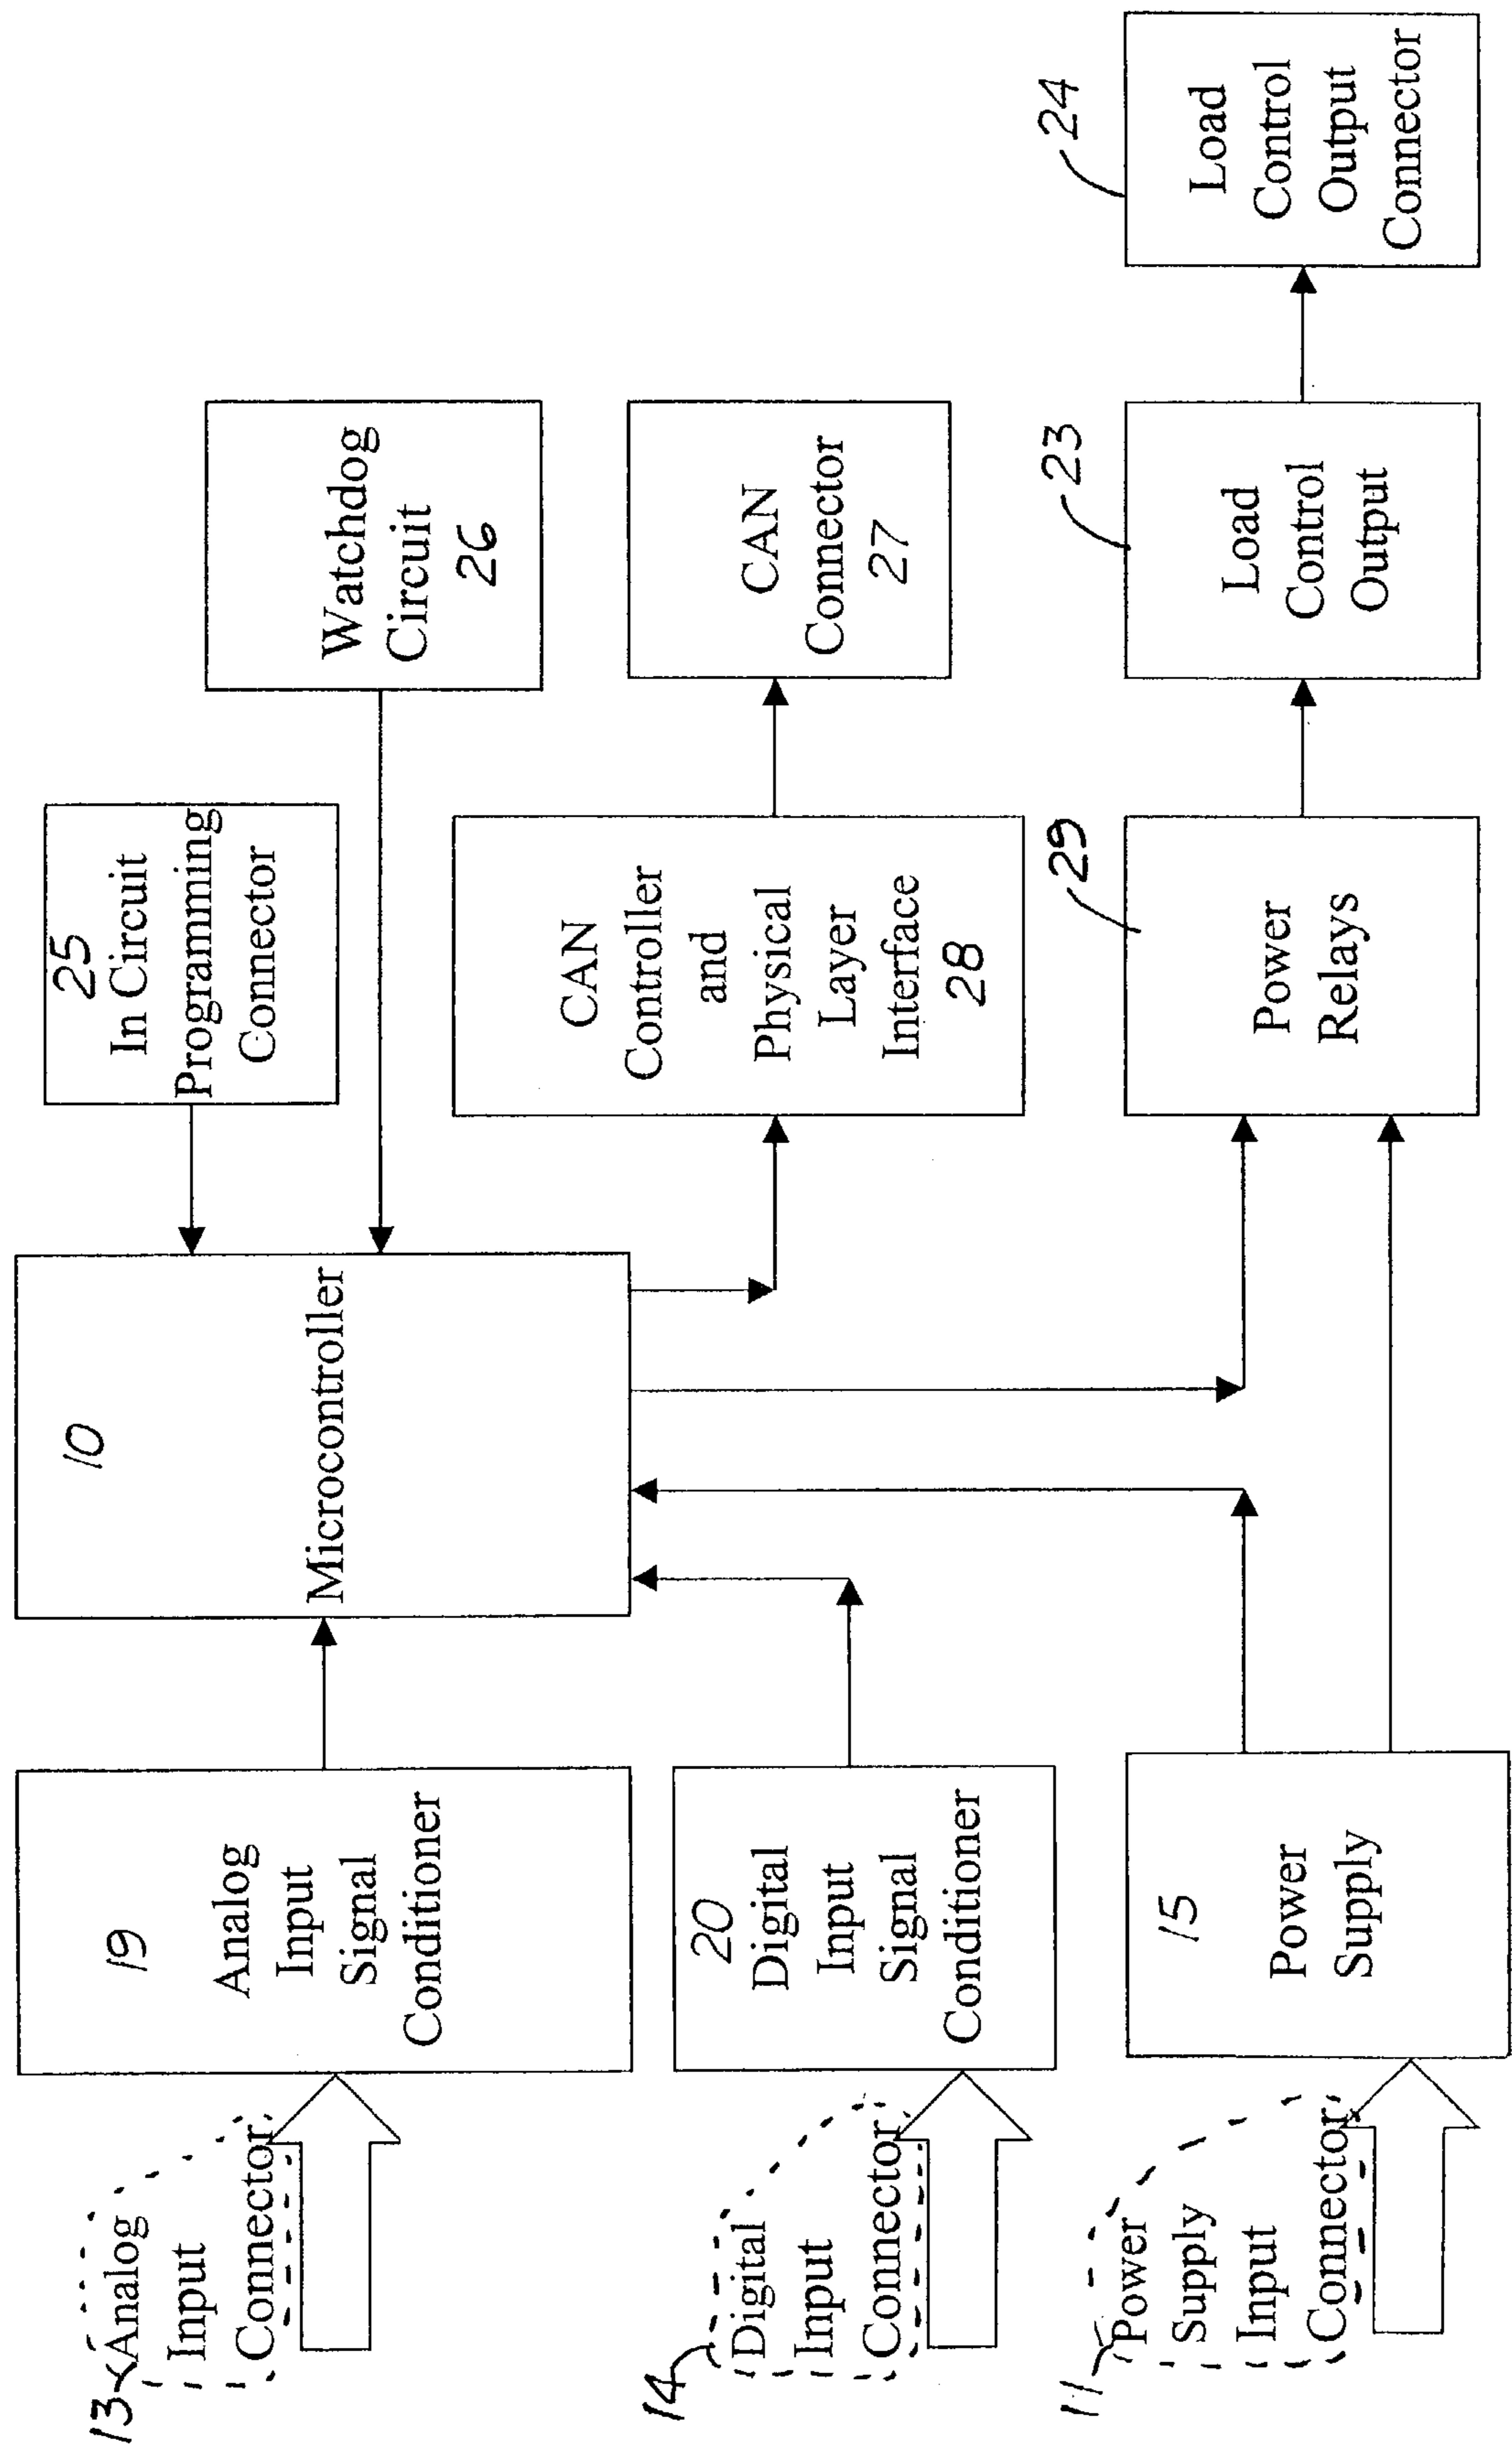 13
Analog
Input
Connector
19
Analog
Input
Signal
Conditioner
10
Microcontroller
25
In Circuit
Programming
Connector
Watchdog
Circuit
26
14
Digital
Input
Connector
20
Digital
Input
Signal
Conditioner
CAN
Controller
and
Physical
Layer
Interface
28
CAN
Connector
27
11
Power
Supply
Input
Connector
15
Power
Supply
29
Power
Relays
23
Load
Control
Output
24
Load
Control
Output
Connector